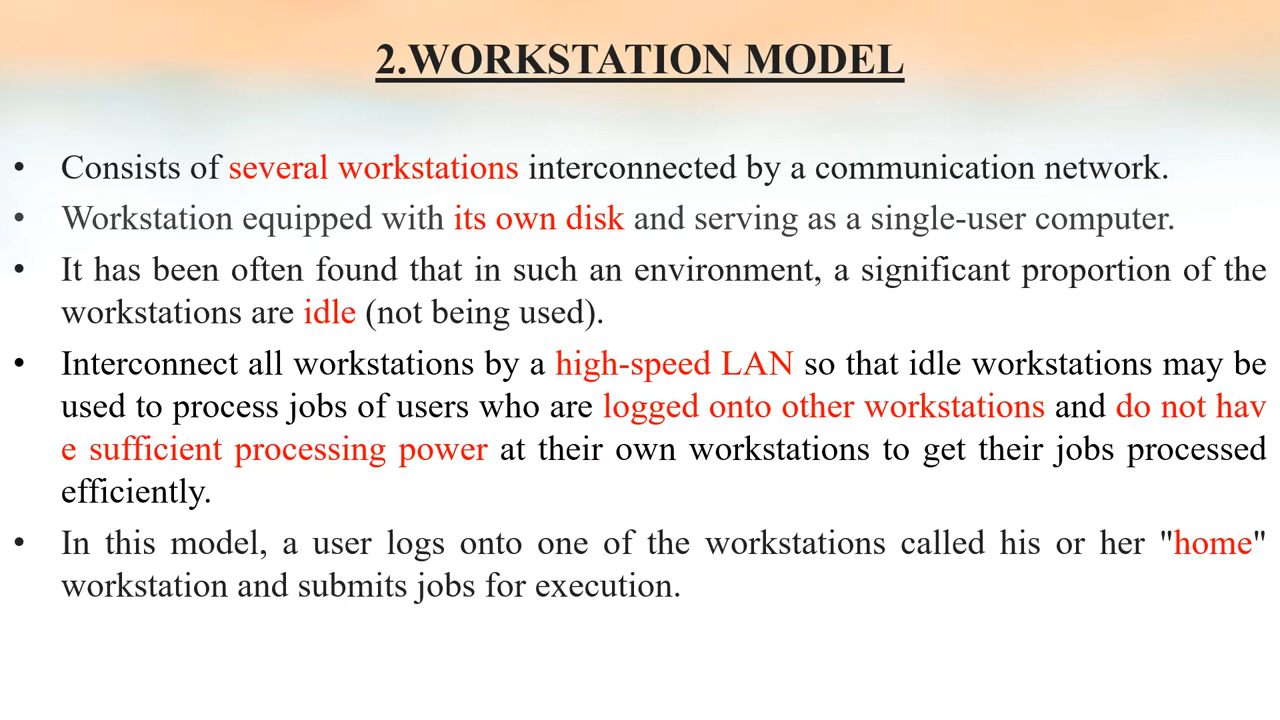 2.WORKSTATION MODEL
• Consists of several workstations interconnected by a communication network.
• Workstation equipped with its own disk and serving as a single-user computer.
• It has been often found that in such an environment, a significant proportion of the
workstations are idle (not being used).
• Interconnect all workstations by a high-speed LAN so that idle workstations may be
used to process jobs of users who are logged onto other workstations and do not hav
e sufficient processing power at their own workstations to get their jobs processed
efficiently.
• In this model, a user logs onto one of the workstations called his or her "home"
workstation and submits jobs for execution.